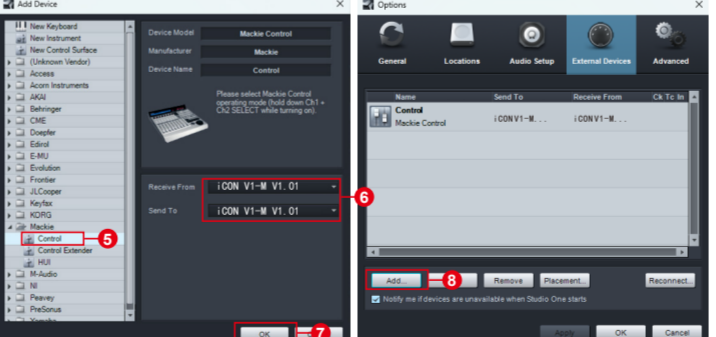 Add Device
New Keyboard
New Instrument
New Control Surface
(Unknown Vendor)
Access
Acorn Instruments
AKAI
Behringer
CME
Doepfer
Edirol
E-MU
Evolution
Frontier
JLCooper
Keyfax
KORG
Mackie
Control
5
Control Extender
HUI
M-Audio
NI
Peavey
PreSonus
Yamaha
Device Model
Mackie Control
Manufacturer
Mackie
Device Name
Control
Please select Mackie Control
operating mode (hold down Ch1 +
Ch2 SELECT while turning on).
Receive From
iCON V1-M V1.01
Send To
iCON V1-M V1.01
6
OK
7
Options
General
Locations
Audio Setup
External Devices
Advanced
Name
Send To
Receive From
Ck Tc In
Control
Mackie Control
iCONV1-M...
iCONV1-M...
Add...
8
Remove
Placement...
Reconnect...
Notify me if devices are unavailable when Studio One starts
Apply
OK
Cancel